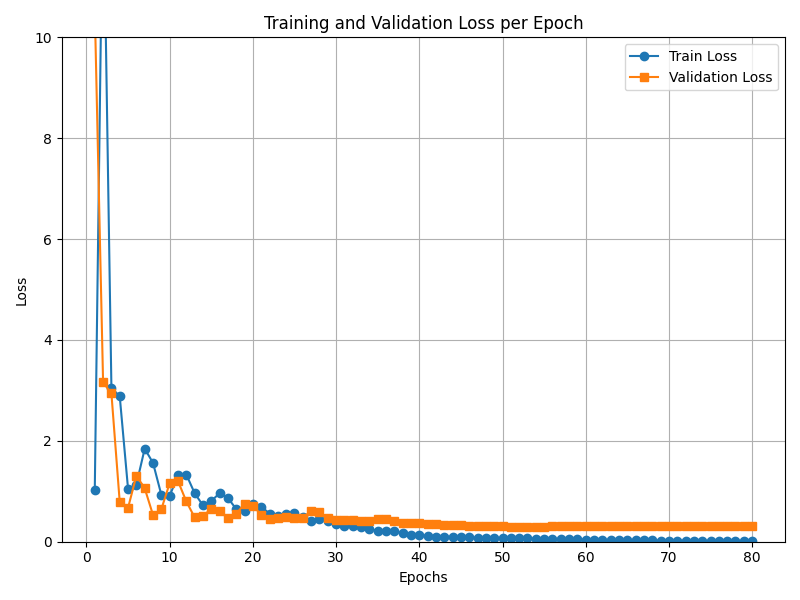 Training and Validation Loss per Epoch
Train Loss
Validation Loss
10
8
6
4
2
0
Loss
0 10 20 30 40 50 60 70 80
Epochs